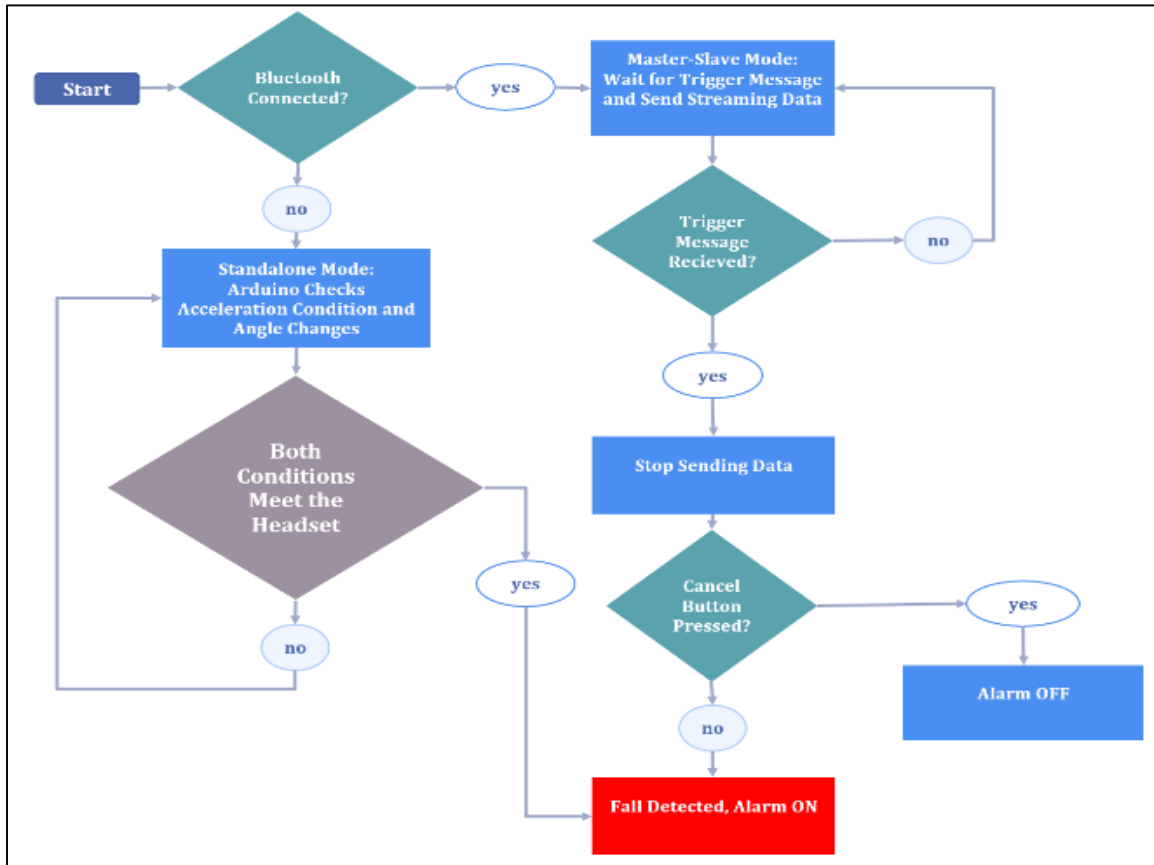 Start
Bluetooth
Connected?
yes
Master-Slave Mode:
Wait for Trigger Message
and Send Streaming Data
no
Trigger
Message
Recieved?
no
Standalone Mode:
Arduino Checks
Acceleration Condition and
Angle Changes
yes
Both
Conditions
Meet the
Headset
Stop Sending Data
yes
Cancel
Button
Pressed?
yes
no
Alarm OFF
no
Fall Detected, Alarm ON